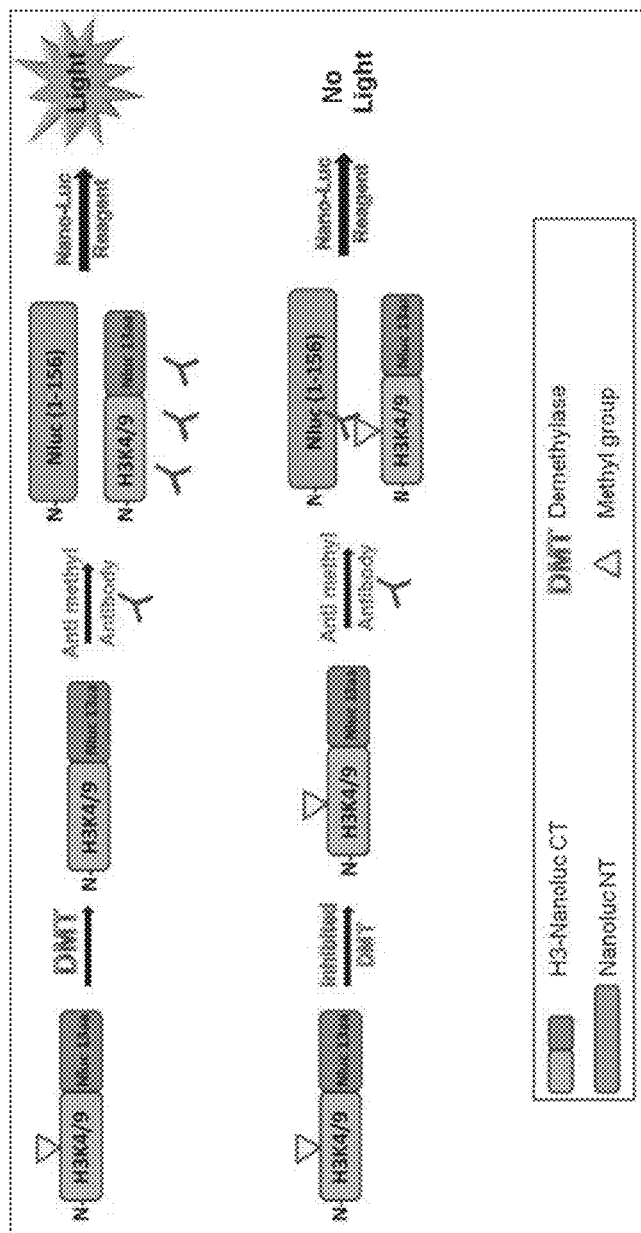 N-
H3K4/9
DMT
N-
H3K4/9
Anti methyl
Antibody
N-
Nluc (1-156)
N-
H3K4/9
Nano-Luc
Reagent
Light
N-
H3K4/9
Inhibited
DMT
N-
H3K4/9
Anti methyl
Antibody
N-
Nluc (1-156)
N-
H3K4/9
Nano-Luc
Reagent
No
Light
H3-Nanoluc CT
DMT Demethylase
Nanoluc NT
Methyl group